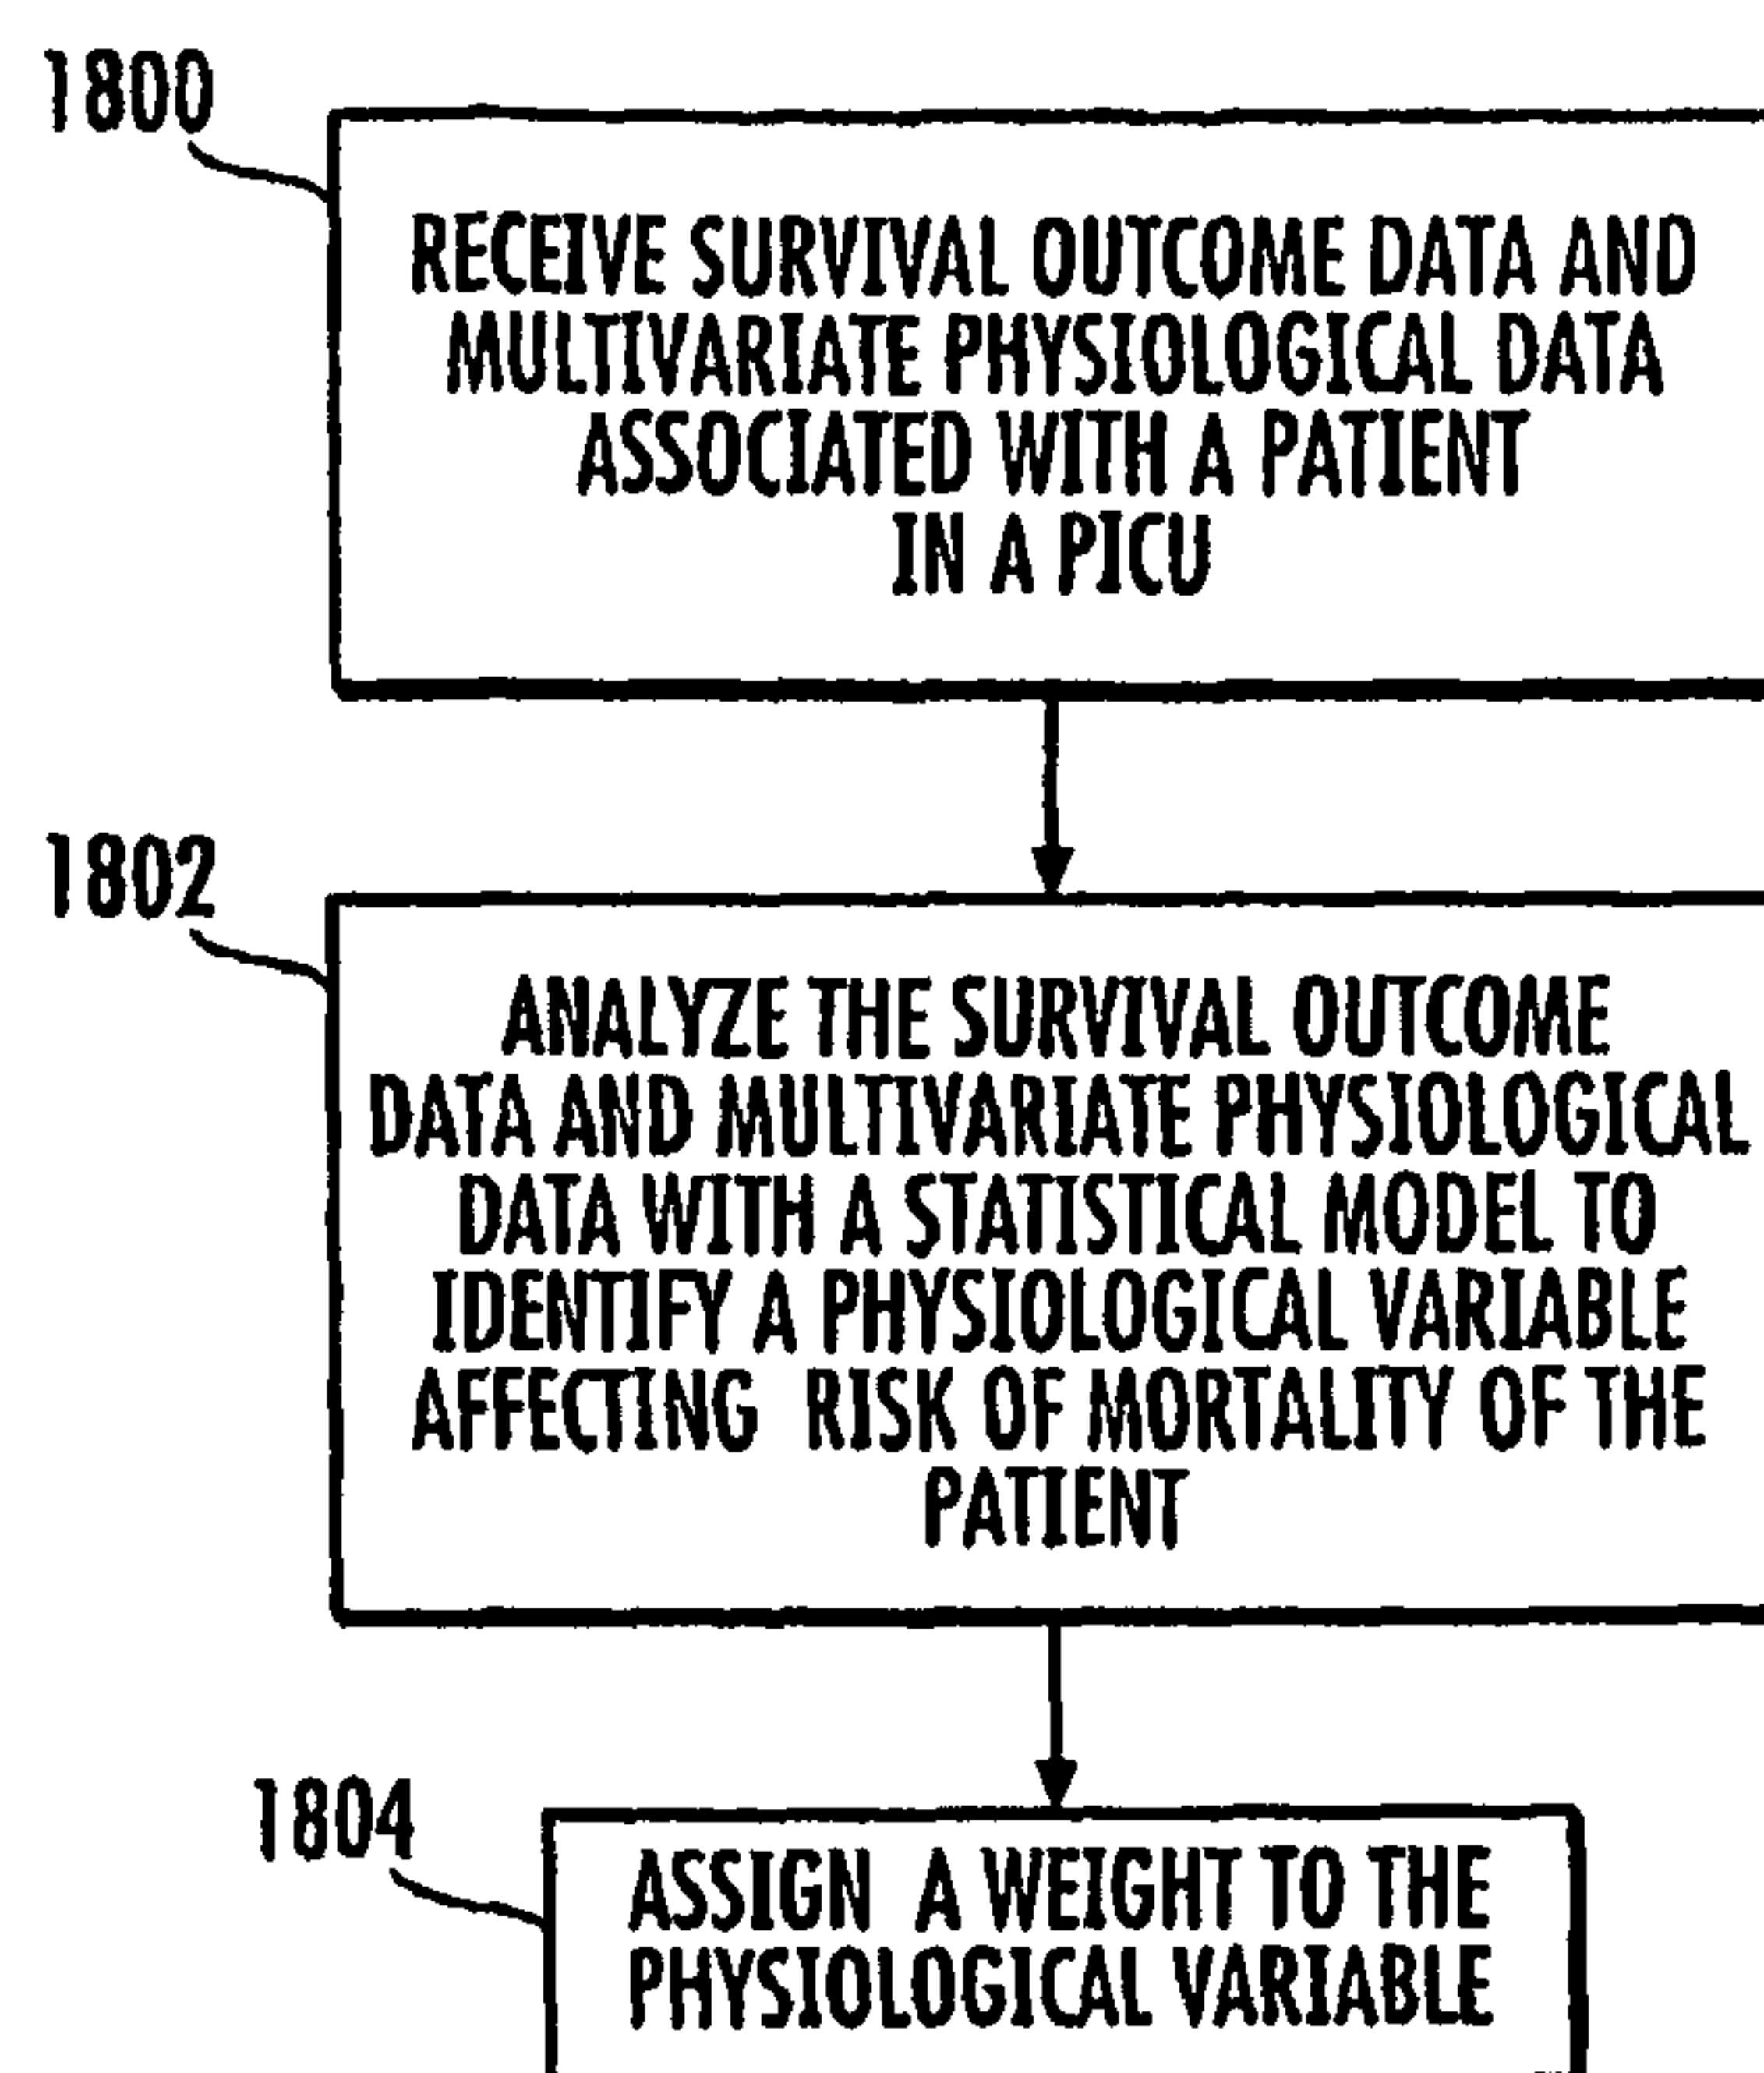 1800
RECEIVE SURVIVAL OUTCOME DATA AND
MULTIVARIATE PHYSIOLOGICAL DATA
ASSOCIATED WITH A PATIENT
IN A PICU
1802
ANALYZE THE SURVIVAL OUTCOME
DATA AND MULTIVARIATE PHYSIOLOGICAL
DATA WITH A STATISTICAL MODEL TO
IDENTIFY A PHYSIOLOGICAL VARIABLE
AFFECTING RISK OF MORTALITY OF THE
PATIENT
1804
ASSIGN A WEIGHT TO THE
PHYSIOLOGICAL VARIABLE